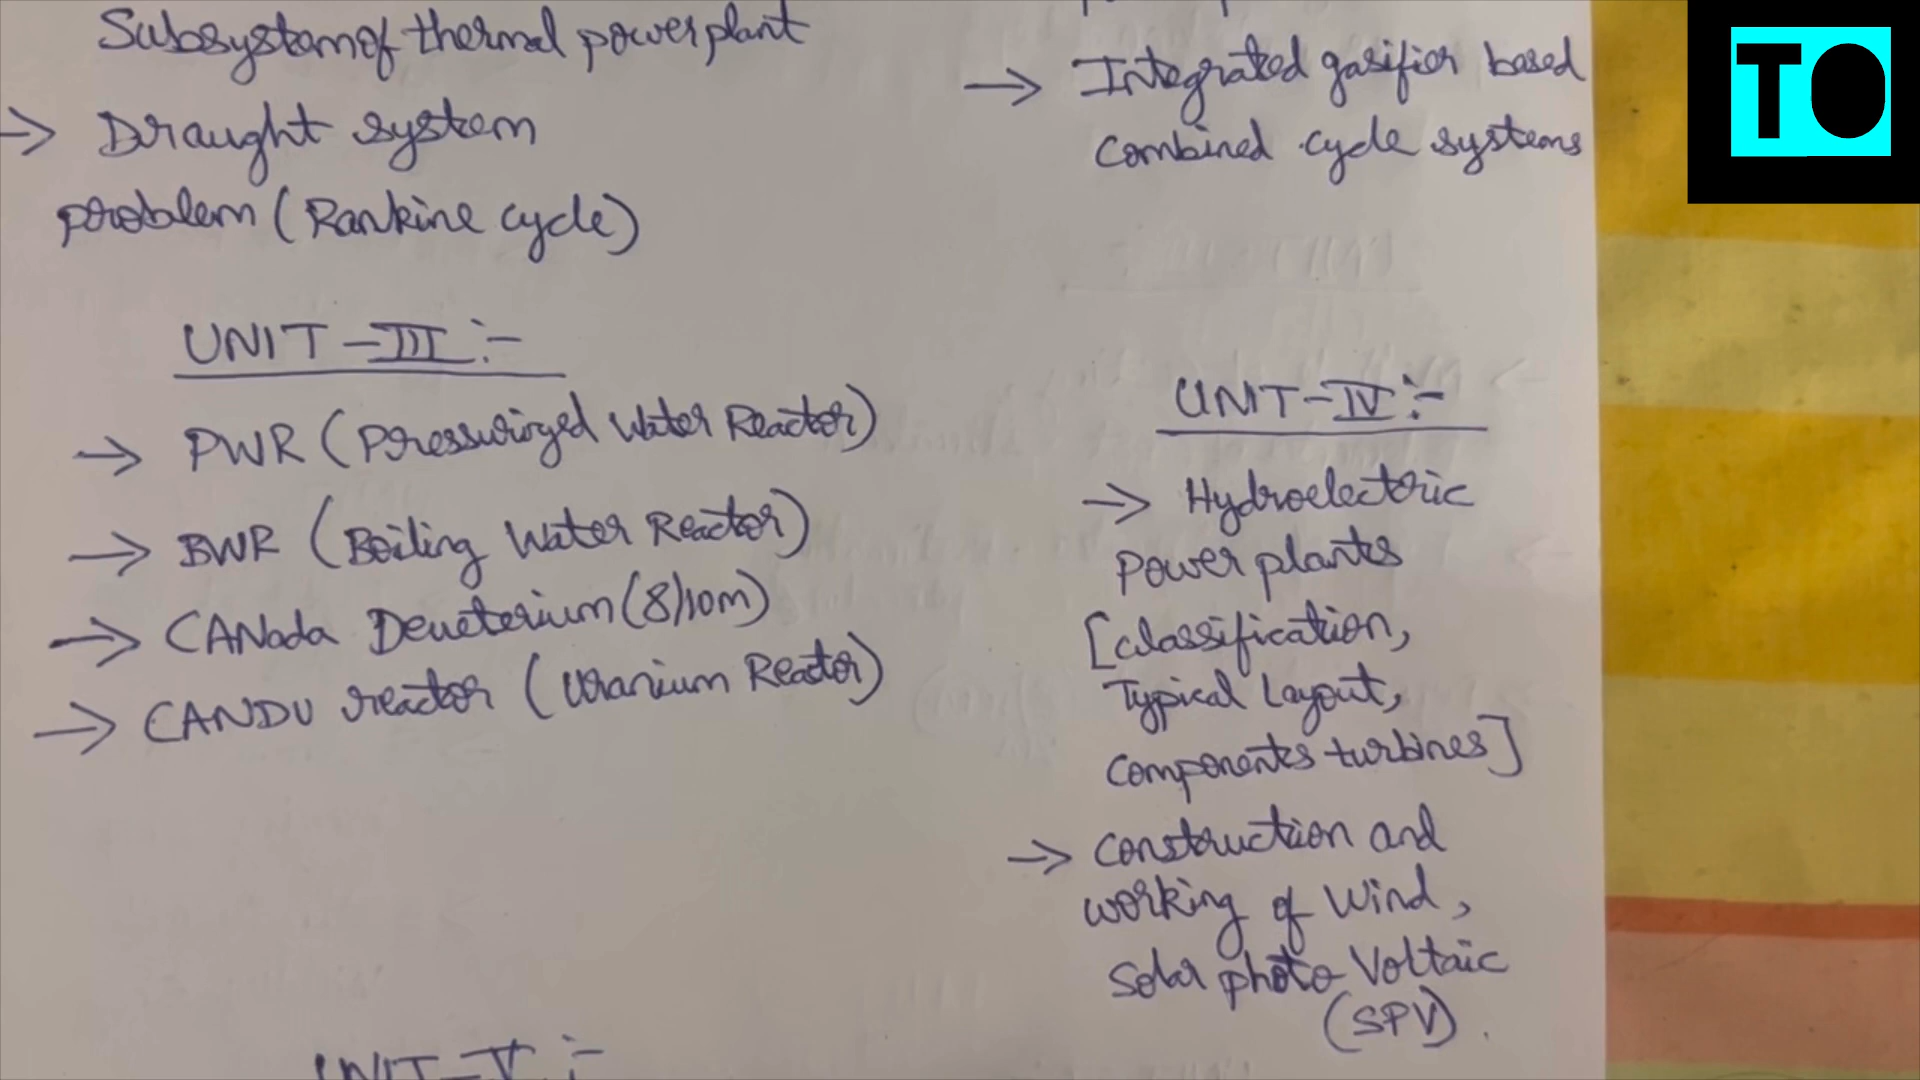 Subsystem of thermal power plant
→ Draught system
problem (Rankine cycle)
UNIT-III :-
→ PWR (Pressurized Water Reactor)
→ BWR (Boiling Water Reactor)
→ CANada Deueterium (8/10m)
→ CANDU reactor (Uranium Reactor)
UNIT-V :-
→ Integrated gasifier based
combined cycle systems
UNIT-IV :-
→ Hydroelectric
power plants
[classification,
Typical Layout,
Components turbines]
→ Construction and
working of Wind,
Solar photo Voltaic
(SPV).
TO